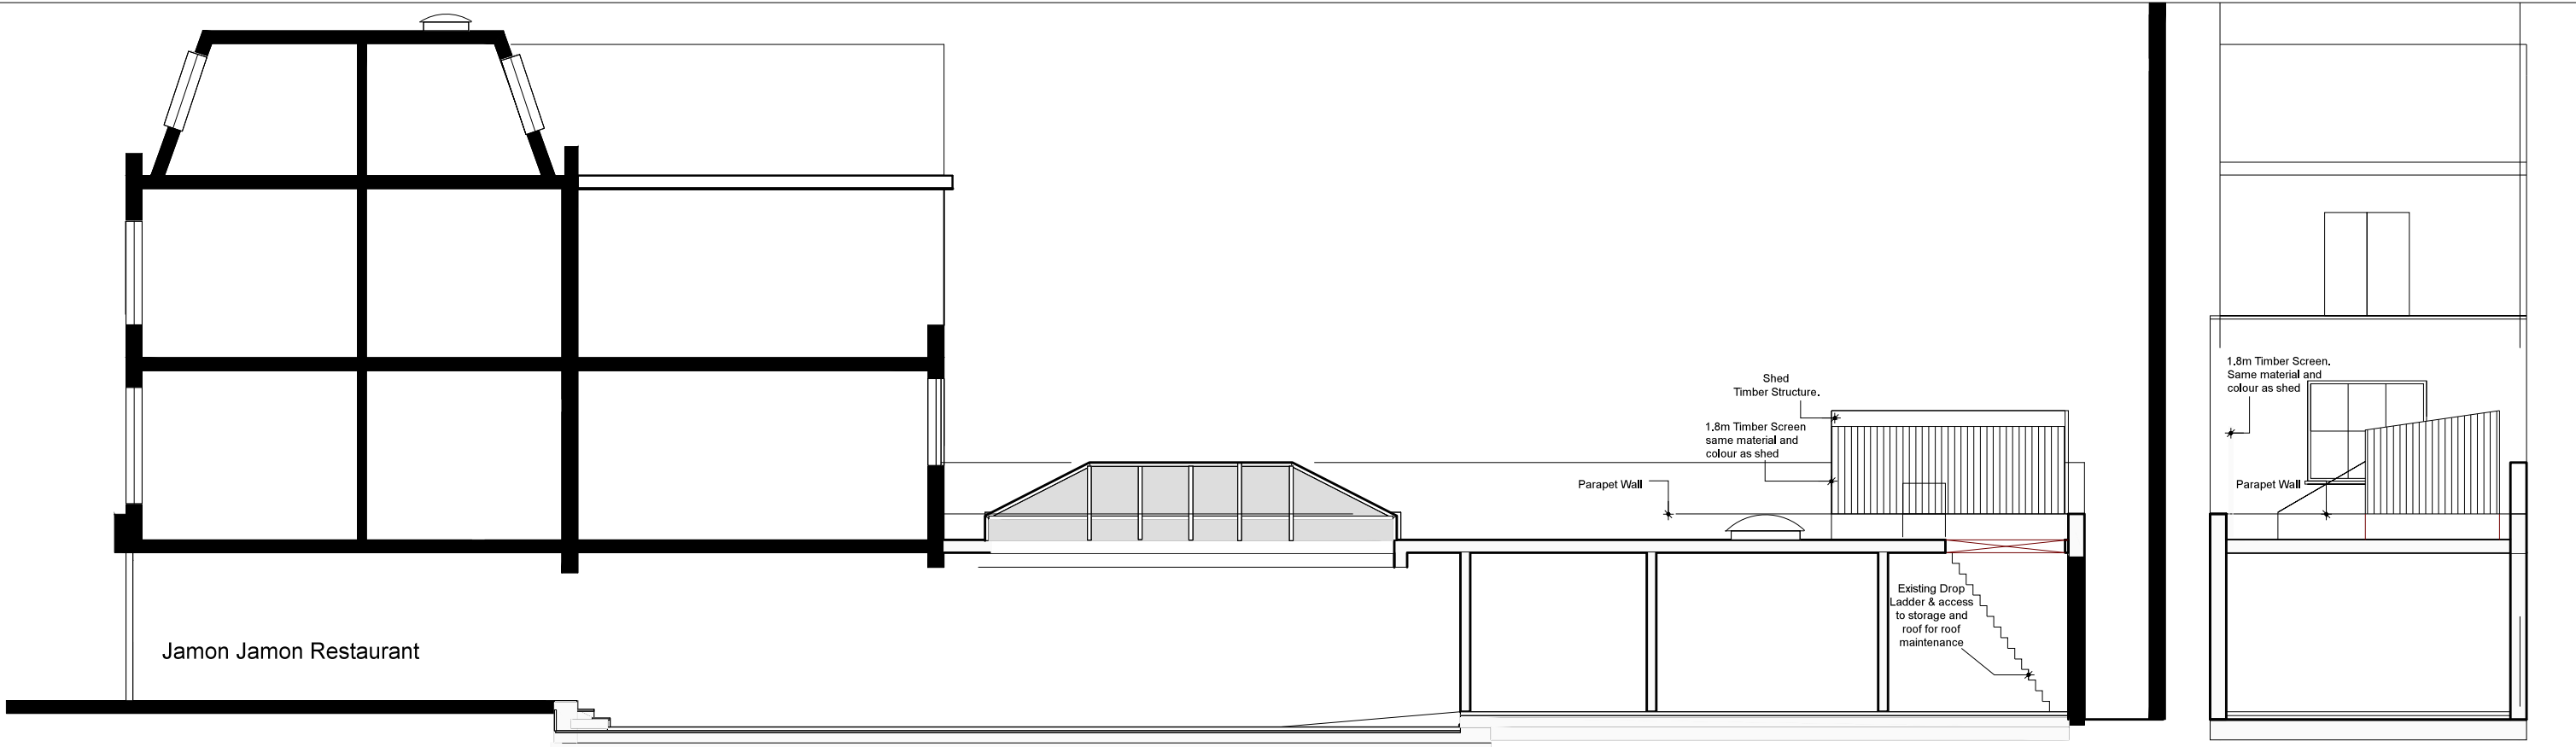 Shed
Timber Structure.
1.8m Timber Screen
same material and
colour as shed
Parapet Wall
Existing Drop
Ladder & access
to storage and
roof for roof
maintenance
Jamon Jamon Restaurant
1.8m Timber Screen.
Same material and
colour as shed
Parapet Wall